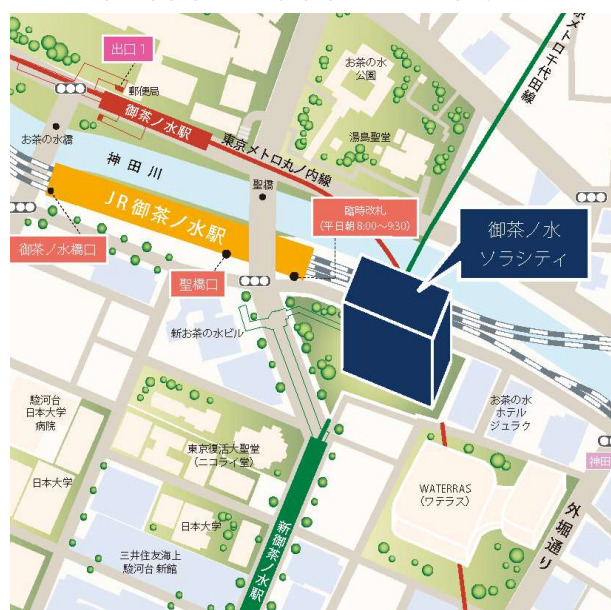 出口1
郵便局
御茶ノ水駅
お茶の水橋
神田川
東京メトロ丸ノ内線
お茶の水
公園
湯島聖堂
東京メトロ千代田線
聖橋
JR御茶ノ水駅
臨時改札
(平日朝8:00〜9:30)
御茶ノ水
ソラシティ
御茶ノ水橋口
聖橋口
新お茶の水ビル
駿河台
日本大学
病院
東京復活大聖堂
(ニコライ堂)
お茶の水
ホテル
ジュラク
神田
WATERRAS
(ワテラス)
外堀通り
日本大学
日本大学
新御茶ノ水駅
三井住友海上
駿河台 新館